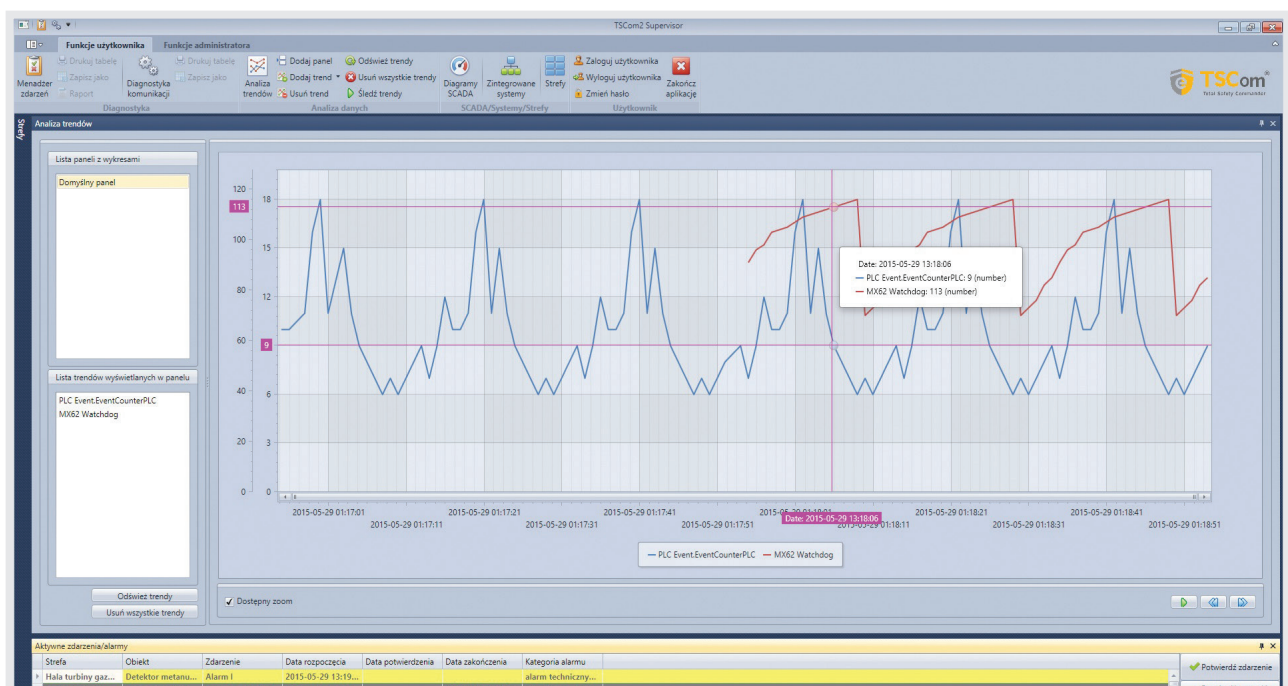 TSCom2 Supervisor
Funkcje użytkownika Funkcje administratora
Menadżer zdarzeń
Drukuj tabelę
Zapisz jako
Raport
Diagnostyka komunikacji
Drukuj tabelę
Zapisz jako
Diagnostyka
Analiza trendów
Dodaj panel
Dodaj trend
Usuń trend
Odśwież trendy
Usuń wszystkie trendy
Śledź trendy
Analiza danych
Diagramy SCADA
Zintegrowane systemy
Strefy
SCADA/Systemy/Strefy
Zaloguj użytkownika
Wyloguj użytkownika
Zmień hasło
Zakończ aplikację
Użytkownik
TSCom
Total Safety Commander
Strefy
Analiza trendów
Lista paneli z wykresami
Domyślny panel
Lista trendów wyświetlanych w panelu
PLC Event.EventCounterPLC
MX62 Watchdog
Odśwież trendy
Usuń wszystkie trendy
120
113
100
80
60
40
20
0
18
15
12
9
6
3
0
Date: 2015-05-29 13:18:06
PLC Event.EventCounterPLC: 9 (number)
MX62 Watchdog: 113 (number)
2015-05-29 01:17:01
2015-05-29 01:17:11
2015-05-29 01:17:21
2015-05-29 01:17:31
2015-05-29 01:17:41
2015-05-29 01:17:51
2015-05-29 01:18:01
Date: 2015-05-29 13:18:06
2015-05-29 01:18:11
2015-05-29 01:18:21
2015-05-29 01:18:31
2015-05-29 01:18:41
2015-05-29 01:18:51
PLC Event.EventCounterPLC MX62 Watchdog
Dostępny zoom
Aktywne zdarzenia/alarmy
Strefa Obiekt Zdarzenie Data rozpoczęcia Data potwierdzenia Data zakończenia Kategoria alarmu
Hala turbiny gaz... Detektor metanu... Alarm I 2015-05-29 13:19... alarm techniczny...
Potwierdź zdarzenie